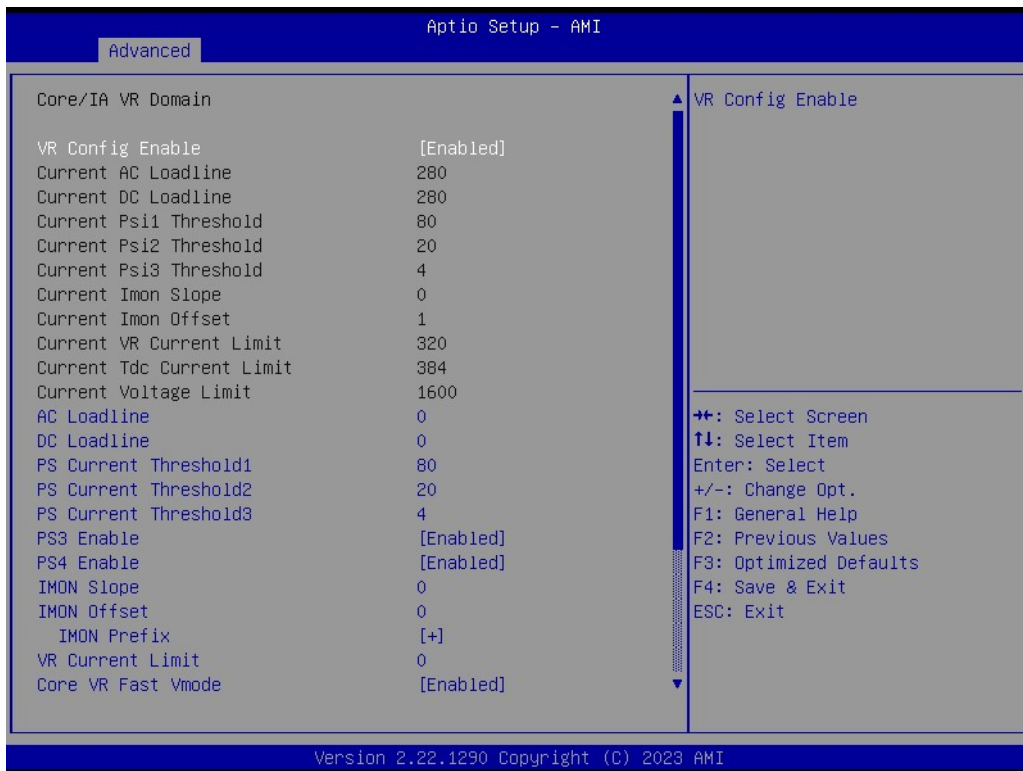 Aptio Setup – AMI
Advanced
Core/IA VR Domain
VR Config Enable [Enabled]
Current AC Loadline 280
Current DC Loadline 280
Current Psi1 Threshold 80
Current Psi2 Threshold 20
Current Psi3 Threshold 4
Current Imon Slope 0
Current Imon Offset 1
Current VR Current Limit 320
Current Tdc Current Limit 384
Current Voltage Limit 1600
AC Loadline 0
DC Loadline 0
PS Current Threshold1 80
PS Current Threshold2 20
PS Current Threshold3 4
PS3 Enable [Enabled]
PS4 Enable [Enabled]
IMON Slope 0
IMON Offset 0
IMON Prefix [+]
VR Current Limit 0
Core VR Fast Vmode [Enabled]
VR Config Enable
→←: Select Screen
↑↓: Select Item
Enter: Select
+/-: Change Opt.
F1: General Help
F2: Previous Values
F3: Optimized Defaults
F4: Save & Exit
ESC: Exit
Version 2.22.1290 Copyright (C) 2023 AMI